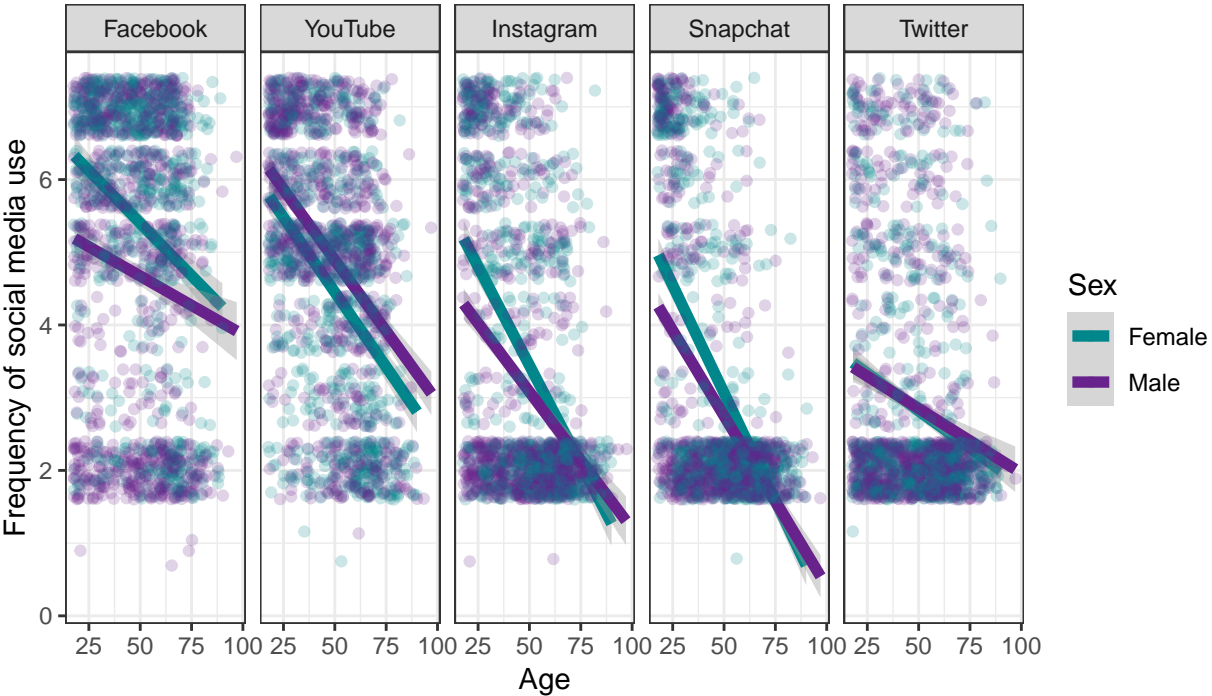 Facebook YouTube Instagram Snapchat Twitter
Frequency of social media use
6
4
2
0
25 50 75 100 25 50 75 100 25 50 75 100 25 50 75 100 25 50 75 100
Age
Sex
Female
Male